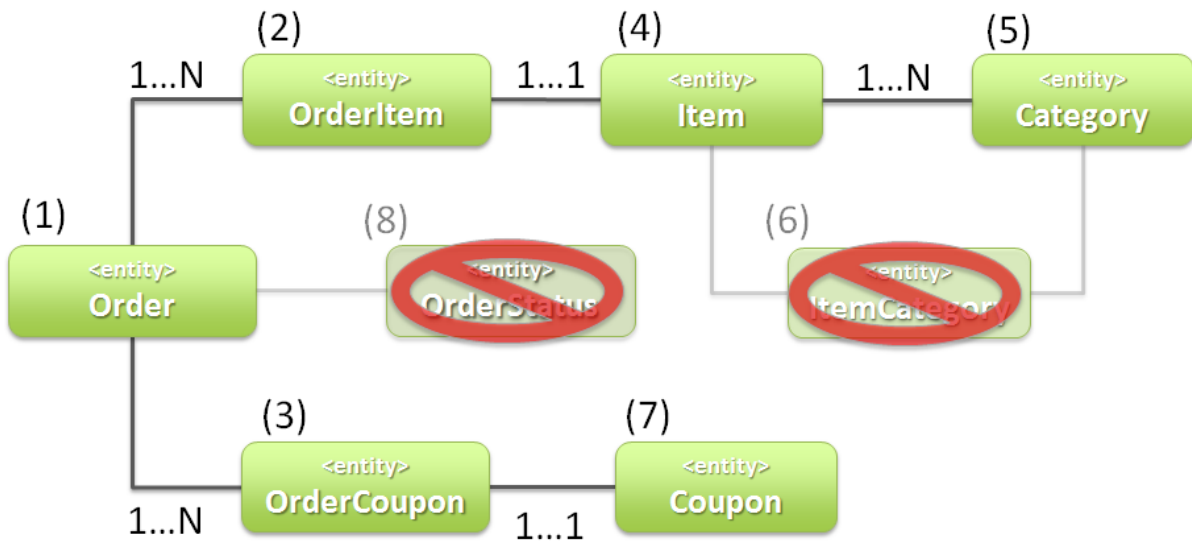 (2)
(4)
(5)
1...N
<entity>
OrderItem
1...1
<entity>
Item
1...N
<entity>
Category
(1)
(8)
(6)
<entity>
Order
<entity>
OrderStatus
<entity>
ItemCategory
(3)
(7)
1...N
<entity>
OrderCoupon
1...1
<entity>
Coupon